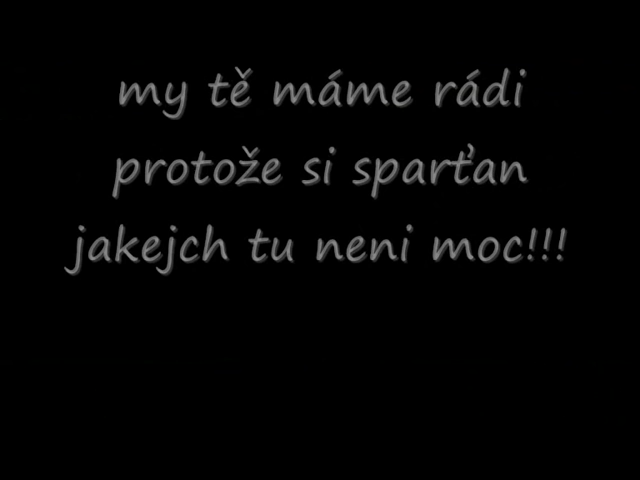 my tě máme rádi
protože si sparťan
jakejch tu neni moc!!!